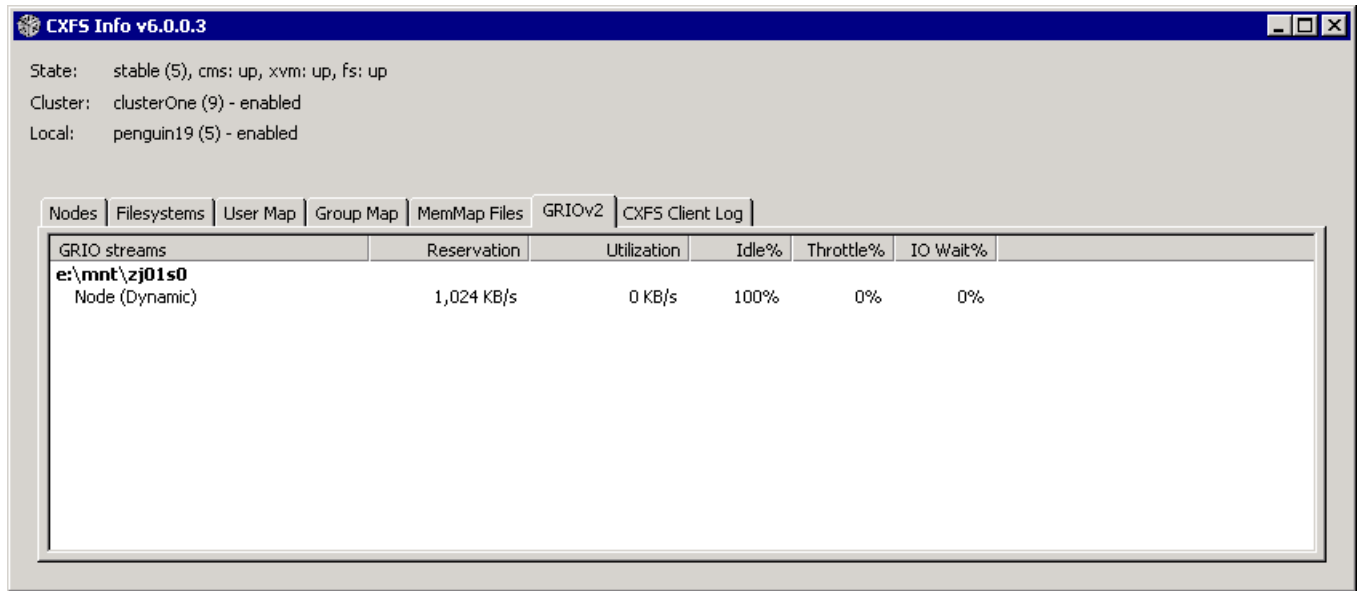 CXFS Info v6.0.0.3
State: stable (5), cms: up, xvm: up, fs: up
Cluster: clusterOne (9) - enabled
Local: penguin19 (5) - enabled
Nodes Filesystems User Map Group Map MemMap Files GRIOv2 CXFS Client Log
GRIO streams Reservation Utilization Idle% Throttle% IO Wait%
e:\mnt\zj01s0
Node (Dynamic) 1,024 KB/s 0 KB/s 100% 0% 0%